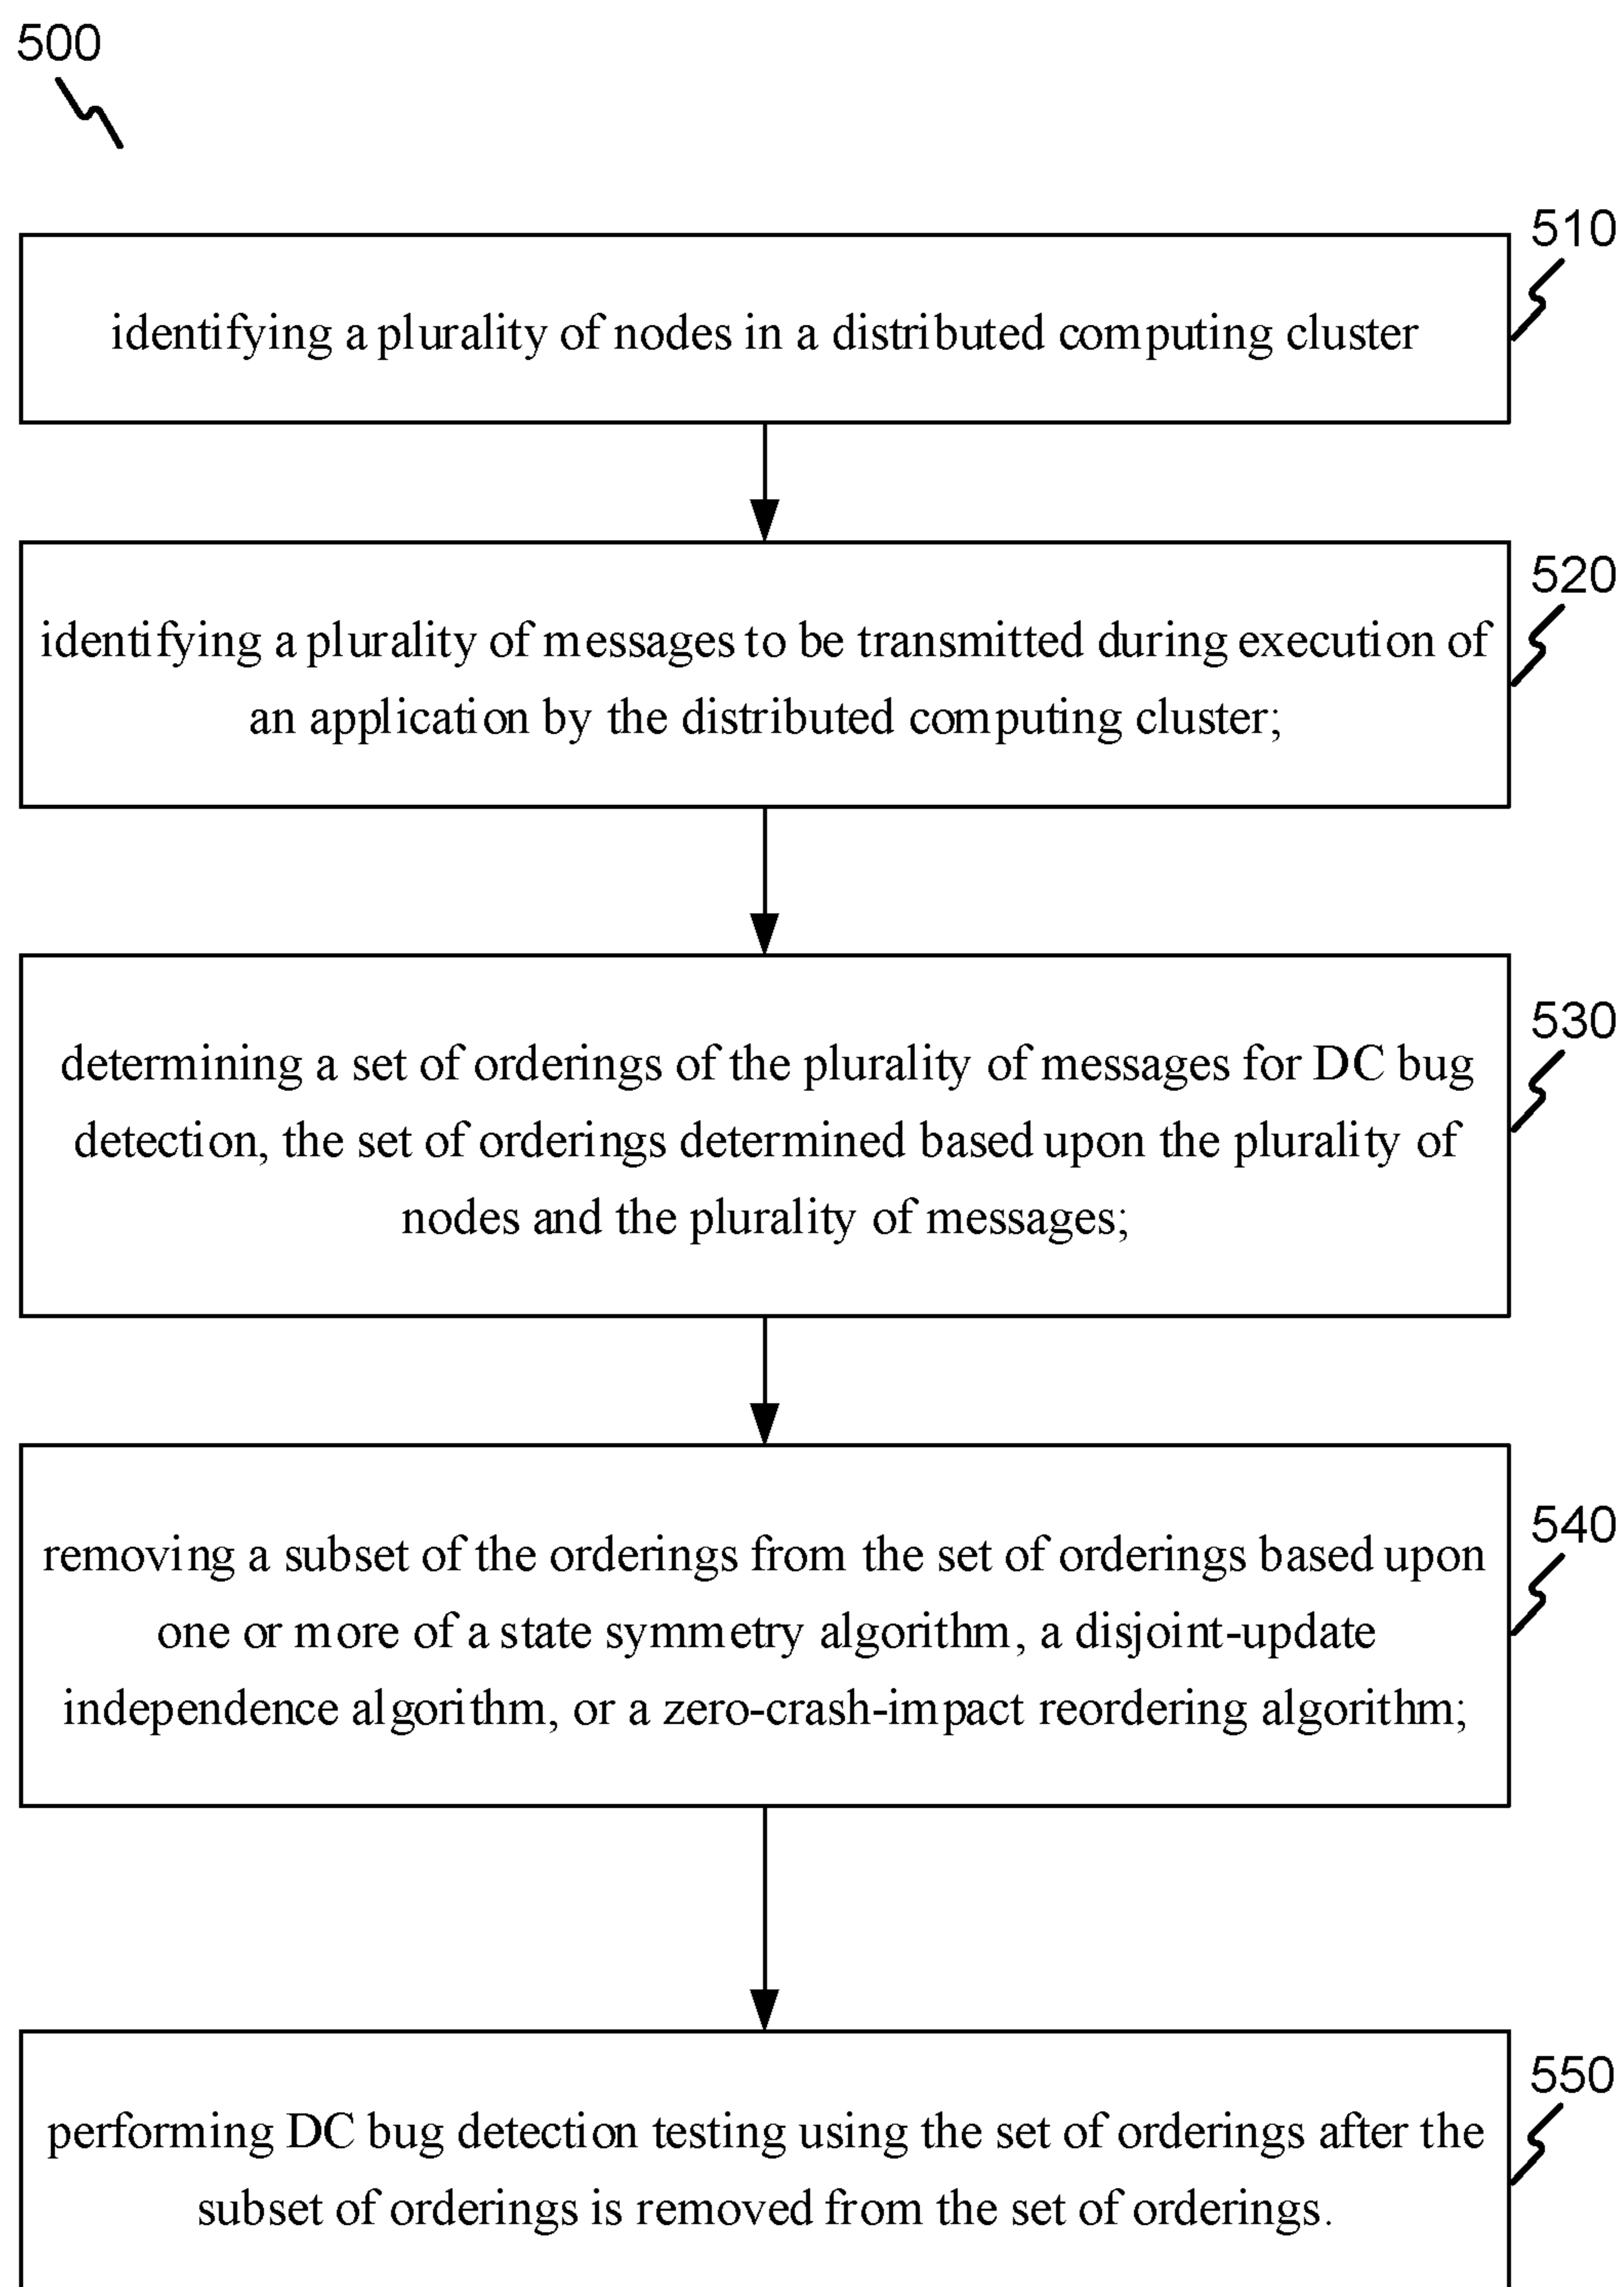 500
510
identifying a plurality of nodes in a distributed computing cluster
520
identifying a plurality of messages to be transmitted during execution of
an application by the distributed computing cluster;
530
determining a set of orderings of the plurality of messages for DC bug
detection, the set of orderings determined based upon the plurality of
nodes and the plurality of messages;
540
removing a subset of the orderings from the set of orderings based upon
one or more of a state symmetry algorithm, a disjoint-update
independence algorithm, or a zero-crash-impact reordering algorithm;
550
performing DC bug detection testing using the set of orderings after the
subset of orderings is removed from the set of orderings.